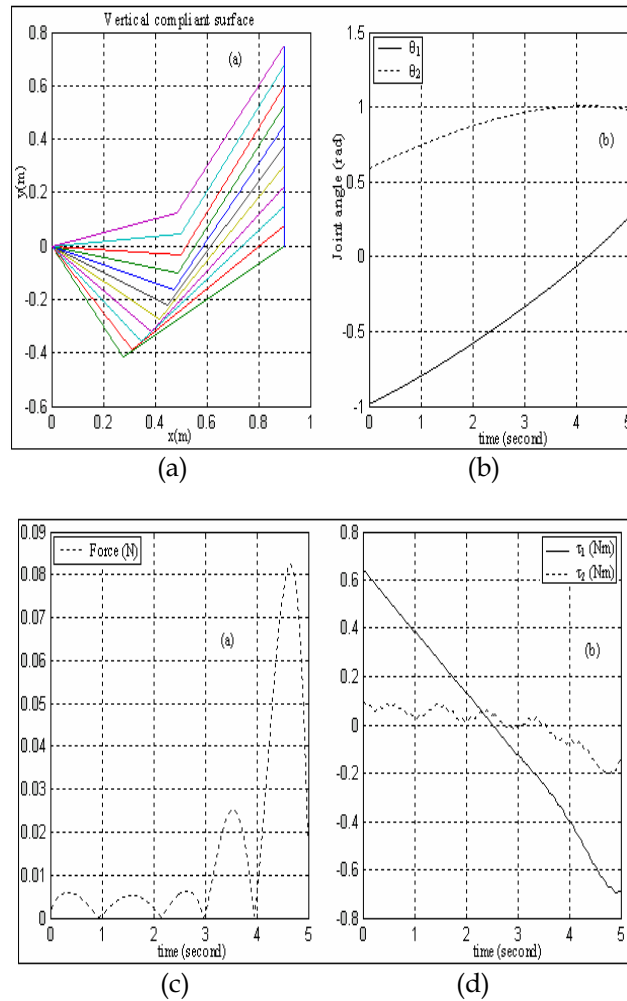 Vertical compliant surface
0.8
0.6
0.4
0.2
0
-0.2
-0.4
-0.6
y(m)
(a)
0 0.2 0.4 0.6 0.8 1
x(m)
1.5
1
0.5
0
-0.5
-1
Joint angle (rad)
θ1
θ2
(b)
0 1 2 3 4 5
time (second)
(a) (b)
0.09
0.08
0.07
0.06
0.05
0.04
0.03
0.02
0.01
0
Force (N)
(a)
0 1 2 3 4 5
time (second)
0.8
0.6
0.4
0.2
0
-0.2
-0.4
-0.6
-0.8
τ1 (Nm)
τ2 (Nm)
(b)
0 1 2 3 4 5
time (second)
(c) (d)